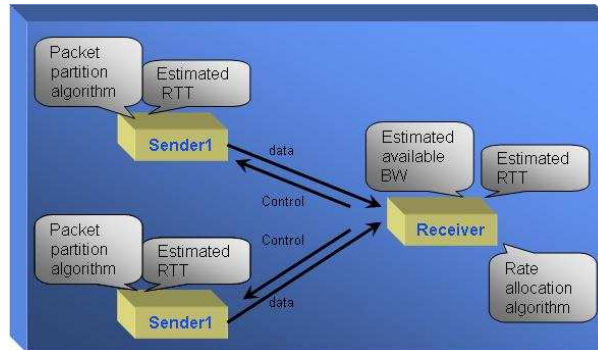 Packet
partition
algorithm
Estimated
RTT
Sender1
data
Control
Estimated
available
BW
Estimated
RTT
Receiver
Rate
allocation
algorithm
Packet
partition
algorithm
Estimated
RTT
Control
data
Sender1